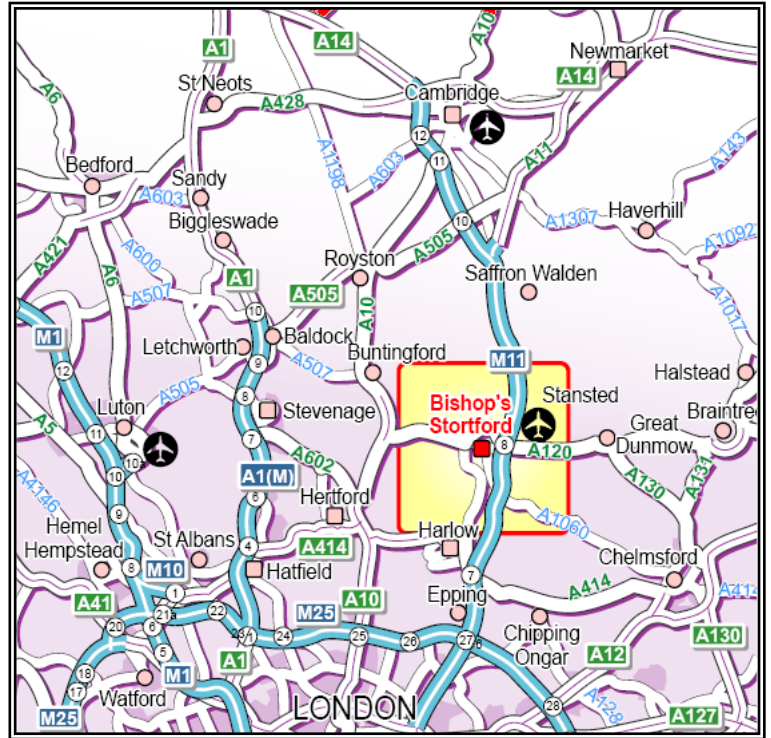 A1
A14
A10
Newmarket
A14
St Neots
A6
A428
Cambridge
12
A1198
A603
11
A11
A143
Bedford
Sandy
A603
10
A1307
Haverhill
Biggleswade
A421
A600
A6
A505
A1092
Royston
Saffron Walden
A507
A1
A505
A10
10
A1017
M1
Baldock
Letchworth
9
A507
Buntingford
M11
12
A505
8
Halstead
Bishop's
Stortford
Stansted
Luton
Stevenage
Great
Dunmow
Braintree
A5
11
7
8
A120
10
10
A602
A130
A131
A4146
A1(M)
6
9
Hertford
A1060
Hemel
Hempstead
St Albans
4
A414
Harlow
Chelmsford
8
M10
Hatfield
7
A414
A414
A41
1
M25
A10
Epping
Chipping
Ongar
21a
22
20
6
23/1
24
25
26
27/6
A130
5
A1
A12
18
M1
17
Watford
LONDON
28
A128
M25
A127